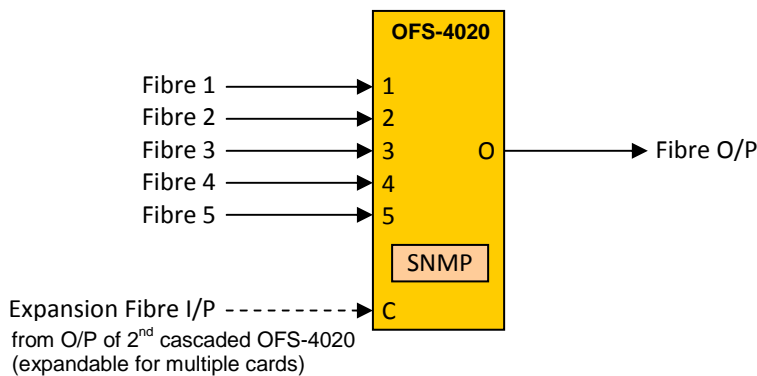 OFS-4020
Fibre 1 1
Fibre 2 2
Fibre 3 3 O Fibre O/P
Fibre 4 4
Fibre 5 5
SNMP
Expansion Fibre I/P C
from O/P of 2nd cascaded OFS-4020
(expandable for multiple cards)